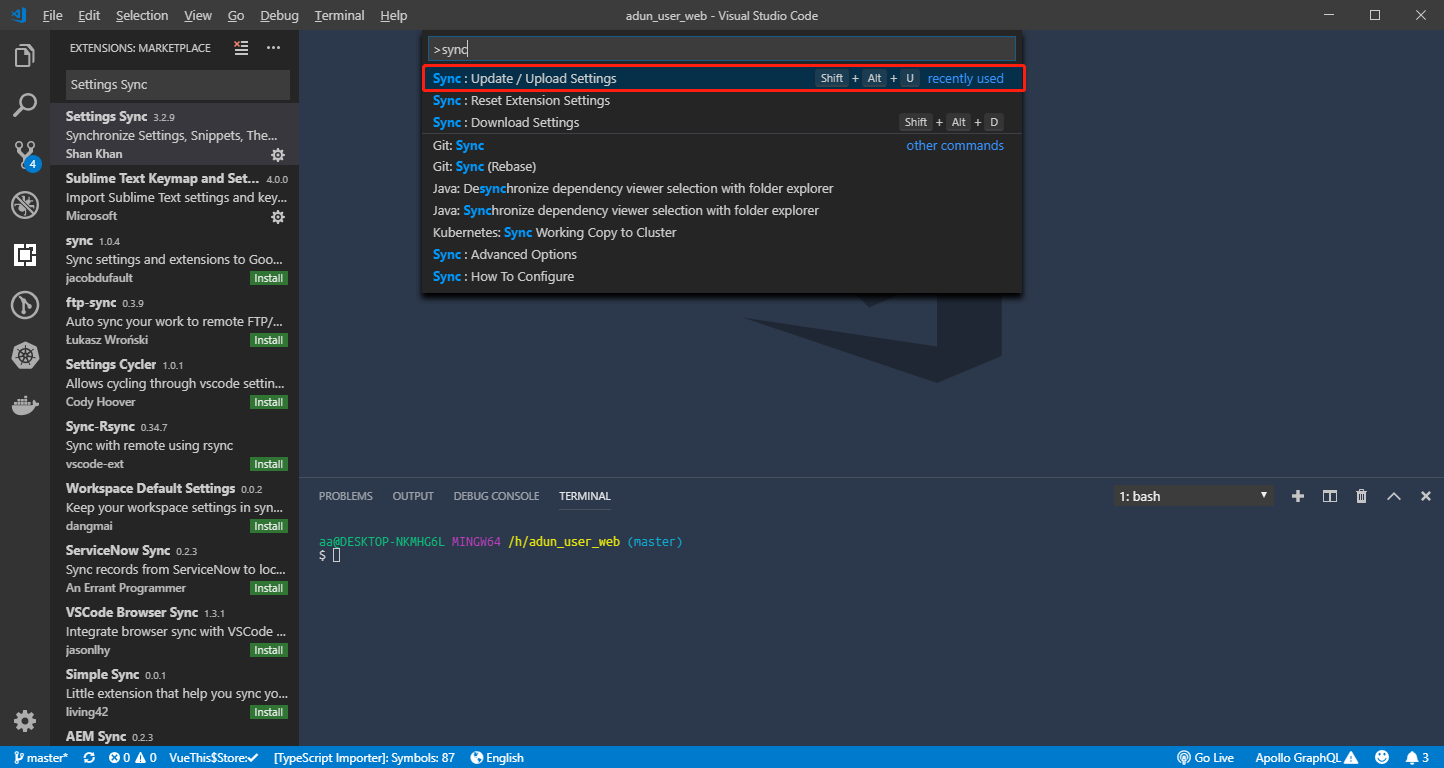 File Edit Selection View Go Debug Terminal Help
adun_user_web - Visual Studio Code
EXTENSIONS: MARKETPLACE
Settings Sync
Settings Sync 3.2.9
Synchronize Settings, Snippets, The...
Shan Khan
Sublime Text Keymap and Set... 4.0.0
Import Sublime Text settings and key...
Microsoft
sync 1.0.4
Sync settings and extensions to Goo...
jacobdufault Install
ftp-sync 0.3.9
Auto sync your work to remote FTP/...
Łukasz Wroński Install
Settings Cycler 1.0.1
Allows cycling through vscode settin...
Cody Hoover Install
Sync-Rsync 0.34.7
Sync with remote using rsync
vscode-ext Install
Workspace Default Settings 0.0.2
Keep your workspace settings in syn...
dangmai Install
ServiceNow Sync 0.2.3
Sync records from ServiceNow to loc...
An Errant Programmer Install
VSCode Browser Sync 1.3.1
Integrate browser sync with VSCode ...
jasonlhy Install
Simple Sync 0.0.1
Little extension that help you sync yo...
living42 Install
AEM Sync 0.2.3
4
>sync
Sync : Update / Upload Settings Shift + Alt + U recently used
Sync : Reset Extension Settings
Sync : Download Settings Shift + Alt + D
Git: Sync other commands
Git: Sync (Rebase)
Java: Desynchronize dependency viewer selection with folder explorer
Java: Synchronize dependency viewer selection with folder explorer
Kubernetes: Sync Working Copy to Cluster
Sync : Advanced Options
Sync : How To Configure
PROBLEMS OUTPUT DEBUG CONSOLE TERMINAL 1: bash
aa@DESKTOP-NKMHG6L MINGW64 /h/adun_user_web (master)
$
master* 0 0 VueThis$Store: [TypeScript Importer]: Symbols: 87 English Go Live Apollo GraphQL 3